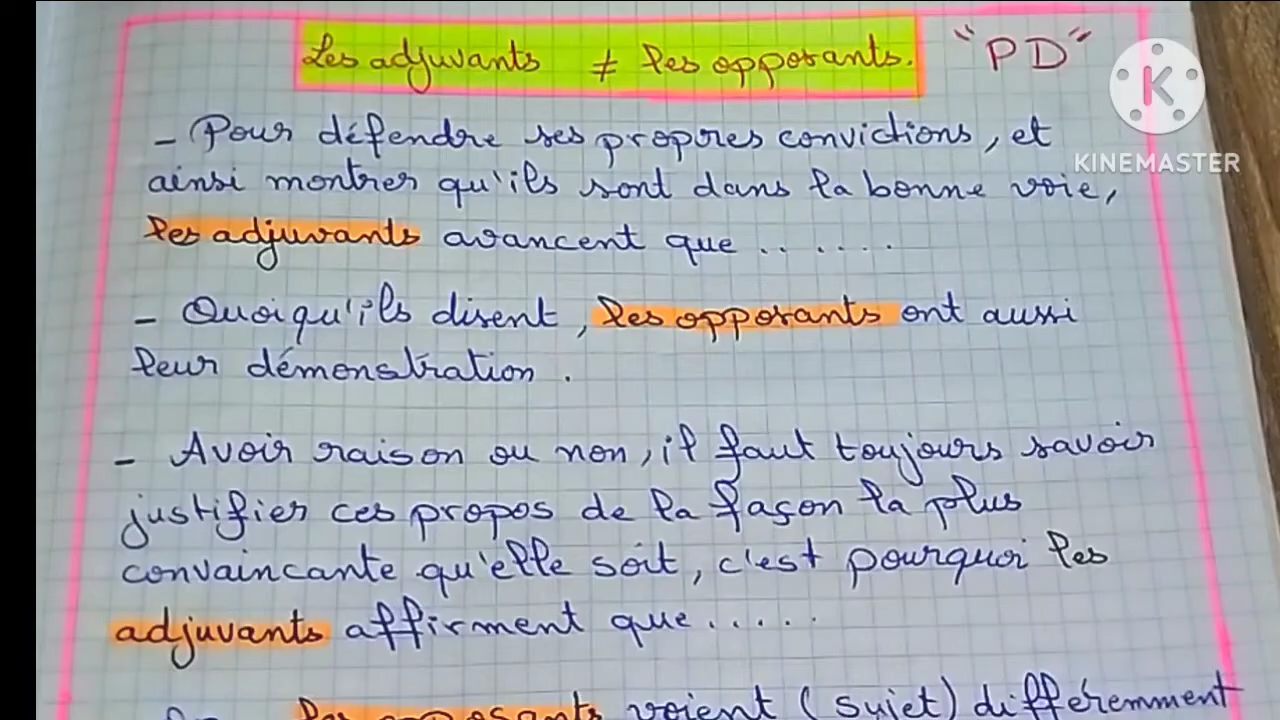 Les adjuvants ≠ les opposants. "PD"
- Pour défendre ses propres convictions, et
ainsi montrer qu'ils sont dans la bonne voie,
les adjuvants avancent que ......
- Quoiqu'ils disent, les opposants ont aussi
leur démonstration.
- Avoir raison ou non, il faut toujours savoir
justifier ces propos de la façon la plus
convaincante qu'elle soit, c'est pourquoi les
adjuvants affirment que .....
les opposants voient (sujet) différemment
K
KINEMASTER